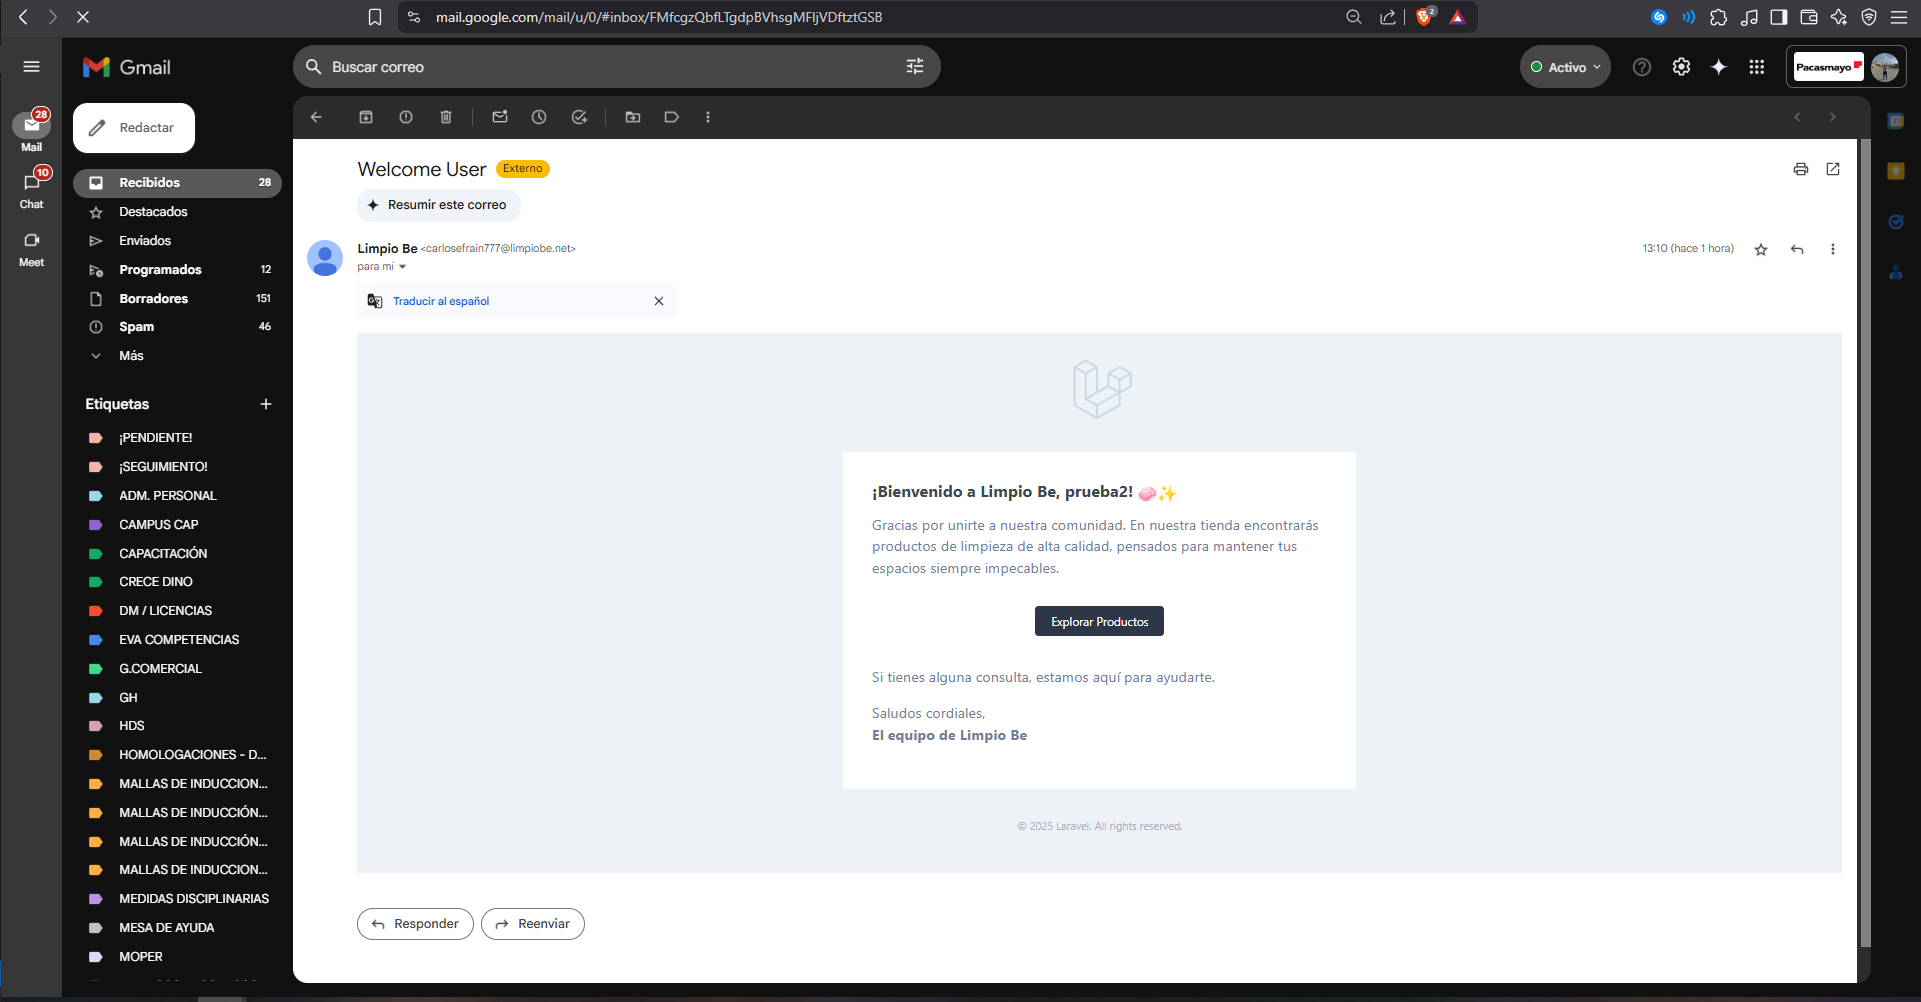 mail.google.com/mail/u/0/#inbox/FMfcgzQbfLTgdpBVhsgMFljVDftztGSB
2
Gmail
Buscar correo
Activo
Pacasmayo
28
Mail
10
Chat
Meet
Redactar
Recibidos 28
Destacados
Enviados
Programados 12
Borradores 151
Spam 46
Más
Etiquetas
¡PENDIENTE!
¡SEGUIMIENTO!
ADM. PERSONAL
CAMPUS CAP
CAPACITACIÓN
CRECE DINO
DM / LICENCIAS
EVA COMPETENCIAS
G.COMERCIAL
GH
HDS
HOMOLOGACIONES - D...
MALLAS DE INDUCCION...
MALLAS DE INDUCCIÓN...
MALLAS DE INDUCCIÓN...
MALLAS DE INDUCCION...
MEDIDAS DISCIPLINARIAS
MESA DE AYUDA
MOPER
Welcome User Externo
Resumir este correo
Limpio Be <carlosefrain777@limpiobe.net>
13:10 (hace 1 hora)
para mí
Traducir al español
¡Bienvenido a Limpio Be, prueba2! 🧼✨
Gracias por unirte a nuestra comunidad. En nuestra tienda encontrarás
productos de limpieza de alta calidad, pensados para mantener tus
espacios siempre impecables.
Explorar Productos
Si tienes alguna consulta, estamos aquí para ayudarte.
Saludos cordiales,
El equipo de Limpio Be
© 2025 Laravel. All rights reserved.
Responder
Reenviar